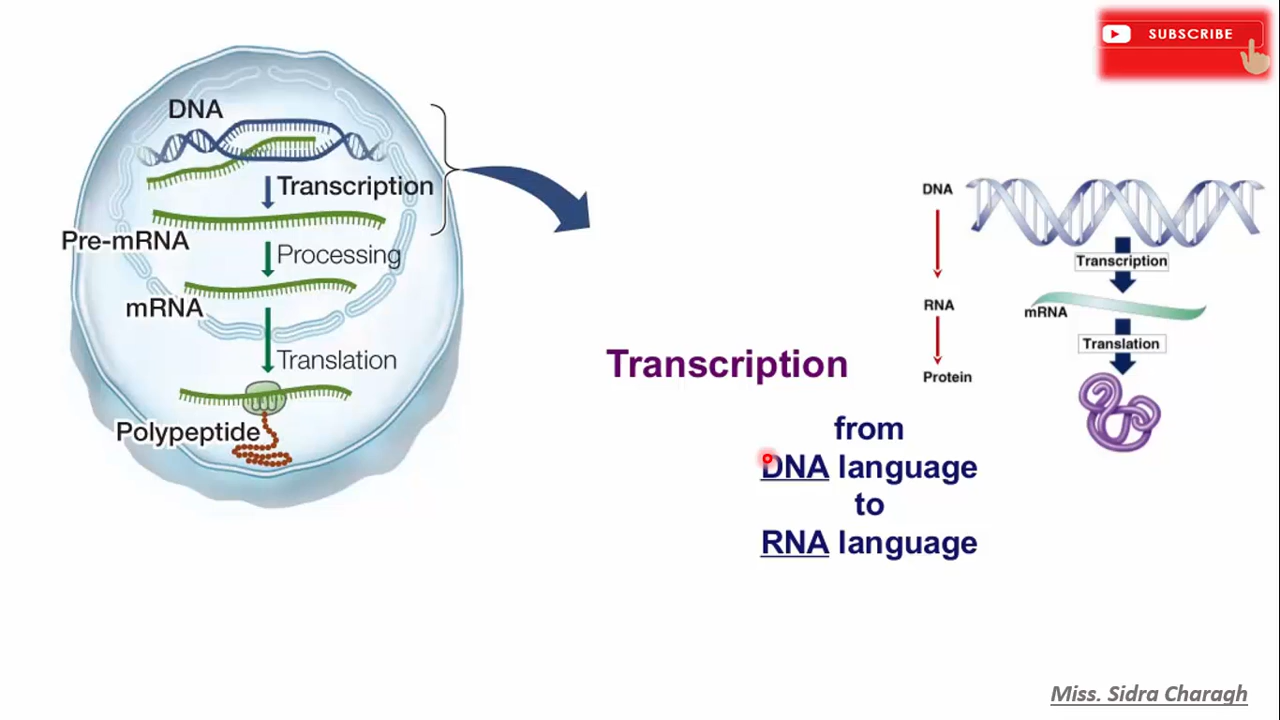 SUBSCRIBE
DNA
Transcription
Pre-mRNA
Processing
mRNA
Translation
Polypeptide
DNA
Transcription
RNA
mRNA
Translation
Protein
Transcription
from
DNA language
to
RNA language
Miss. Sidra Charagh